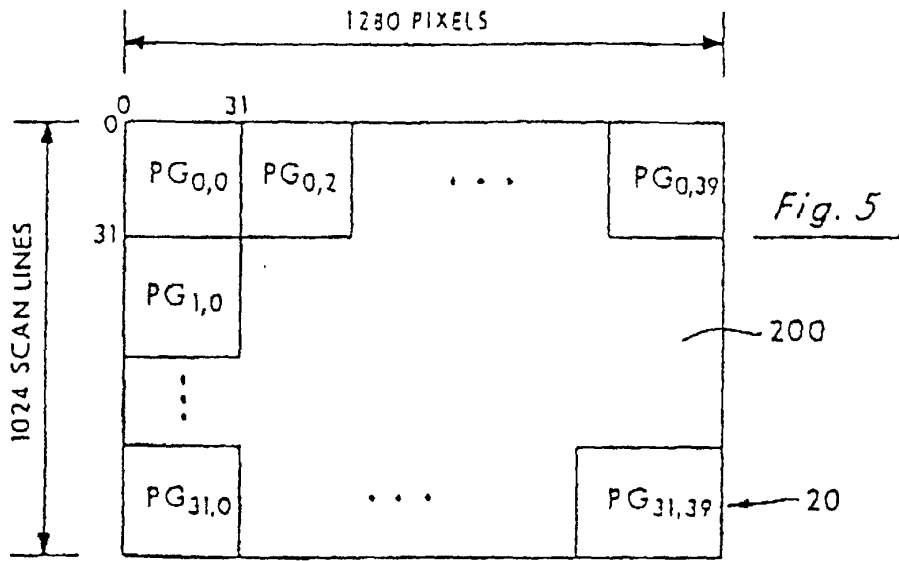 1280 PIXELS
0 31
0
PG0,0 PG0,2 . . . PG0,39
Fig. 5
31
PG1,0
200
1024 SCAN LINES
PG31,0 . . . PG31,39
20